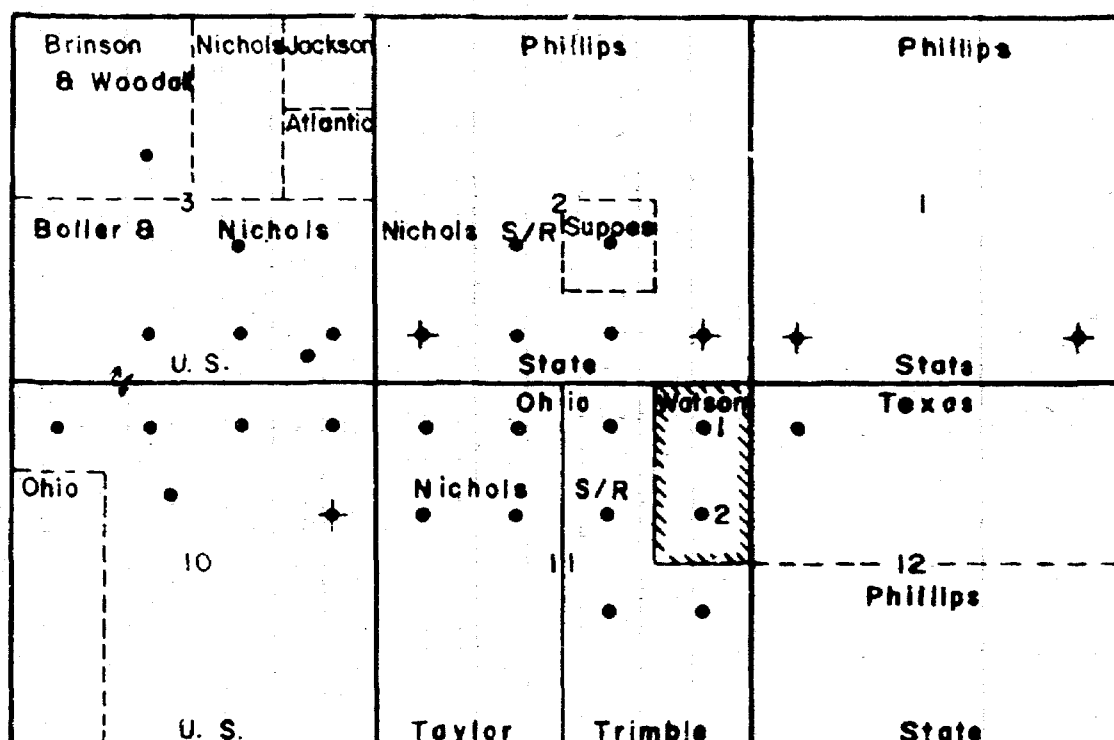 Brinson Nichols Jackson Phillips Phillips
& Woodal
Atlantic
3 2 1
Boller & Nichols Nichols S/R Suppes
U. S. State State
Ohio Watson Texas
1
Ohio Nichols S/R
2
10 11 12
Phillips
U. S. Taylor Trimble State